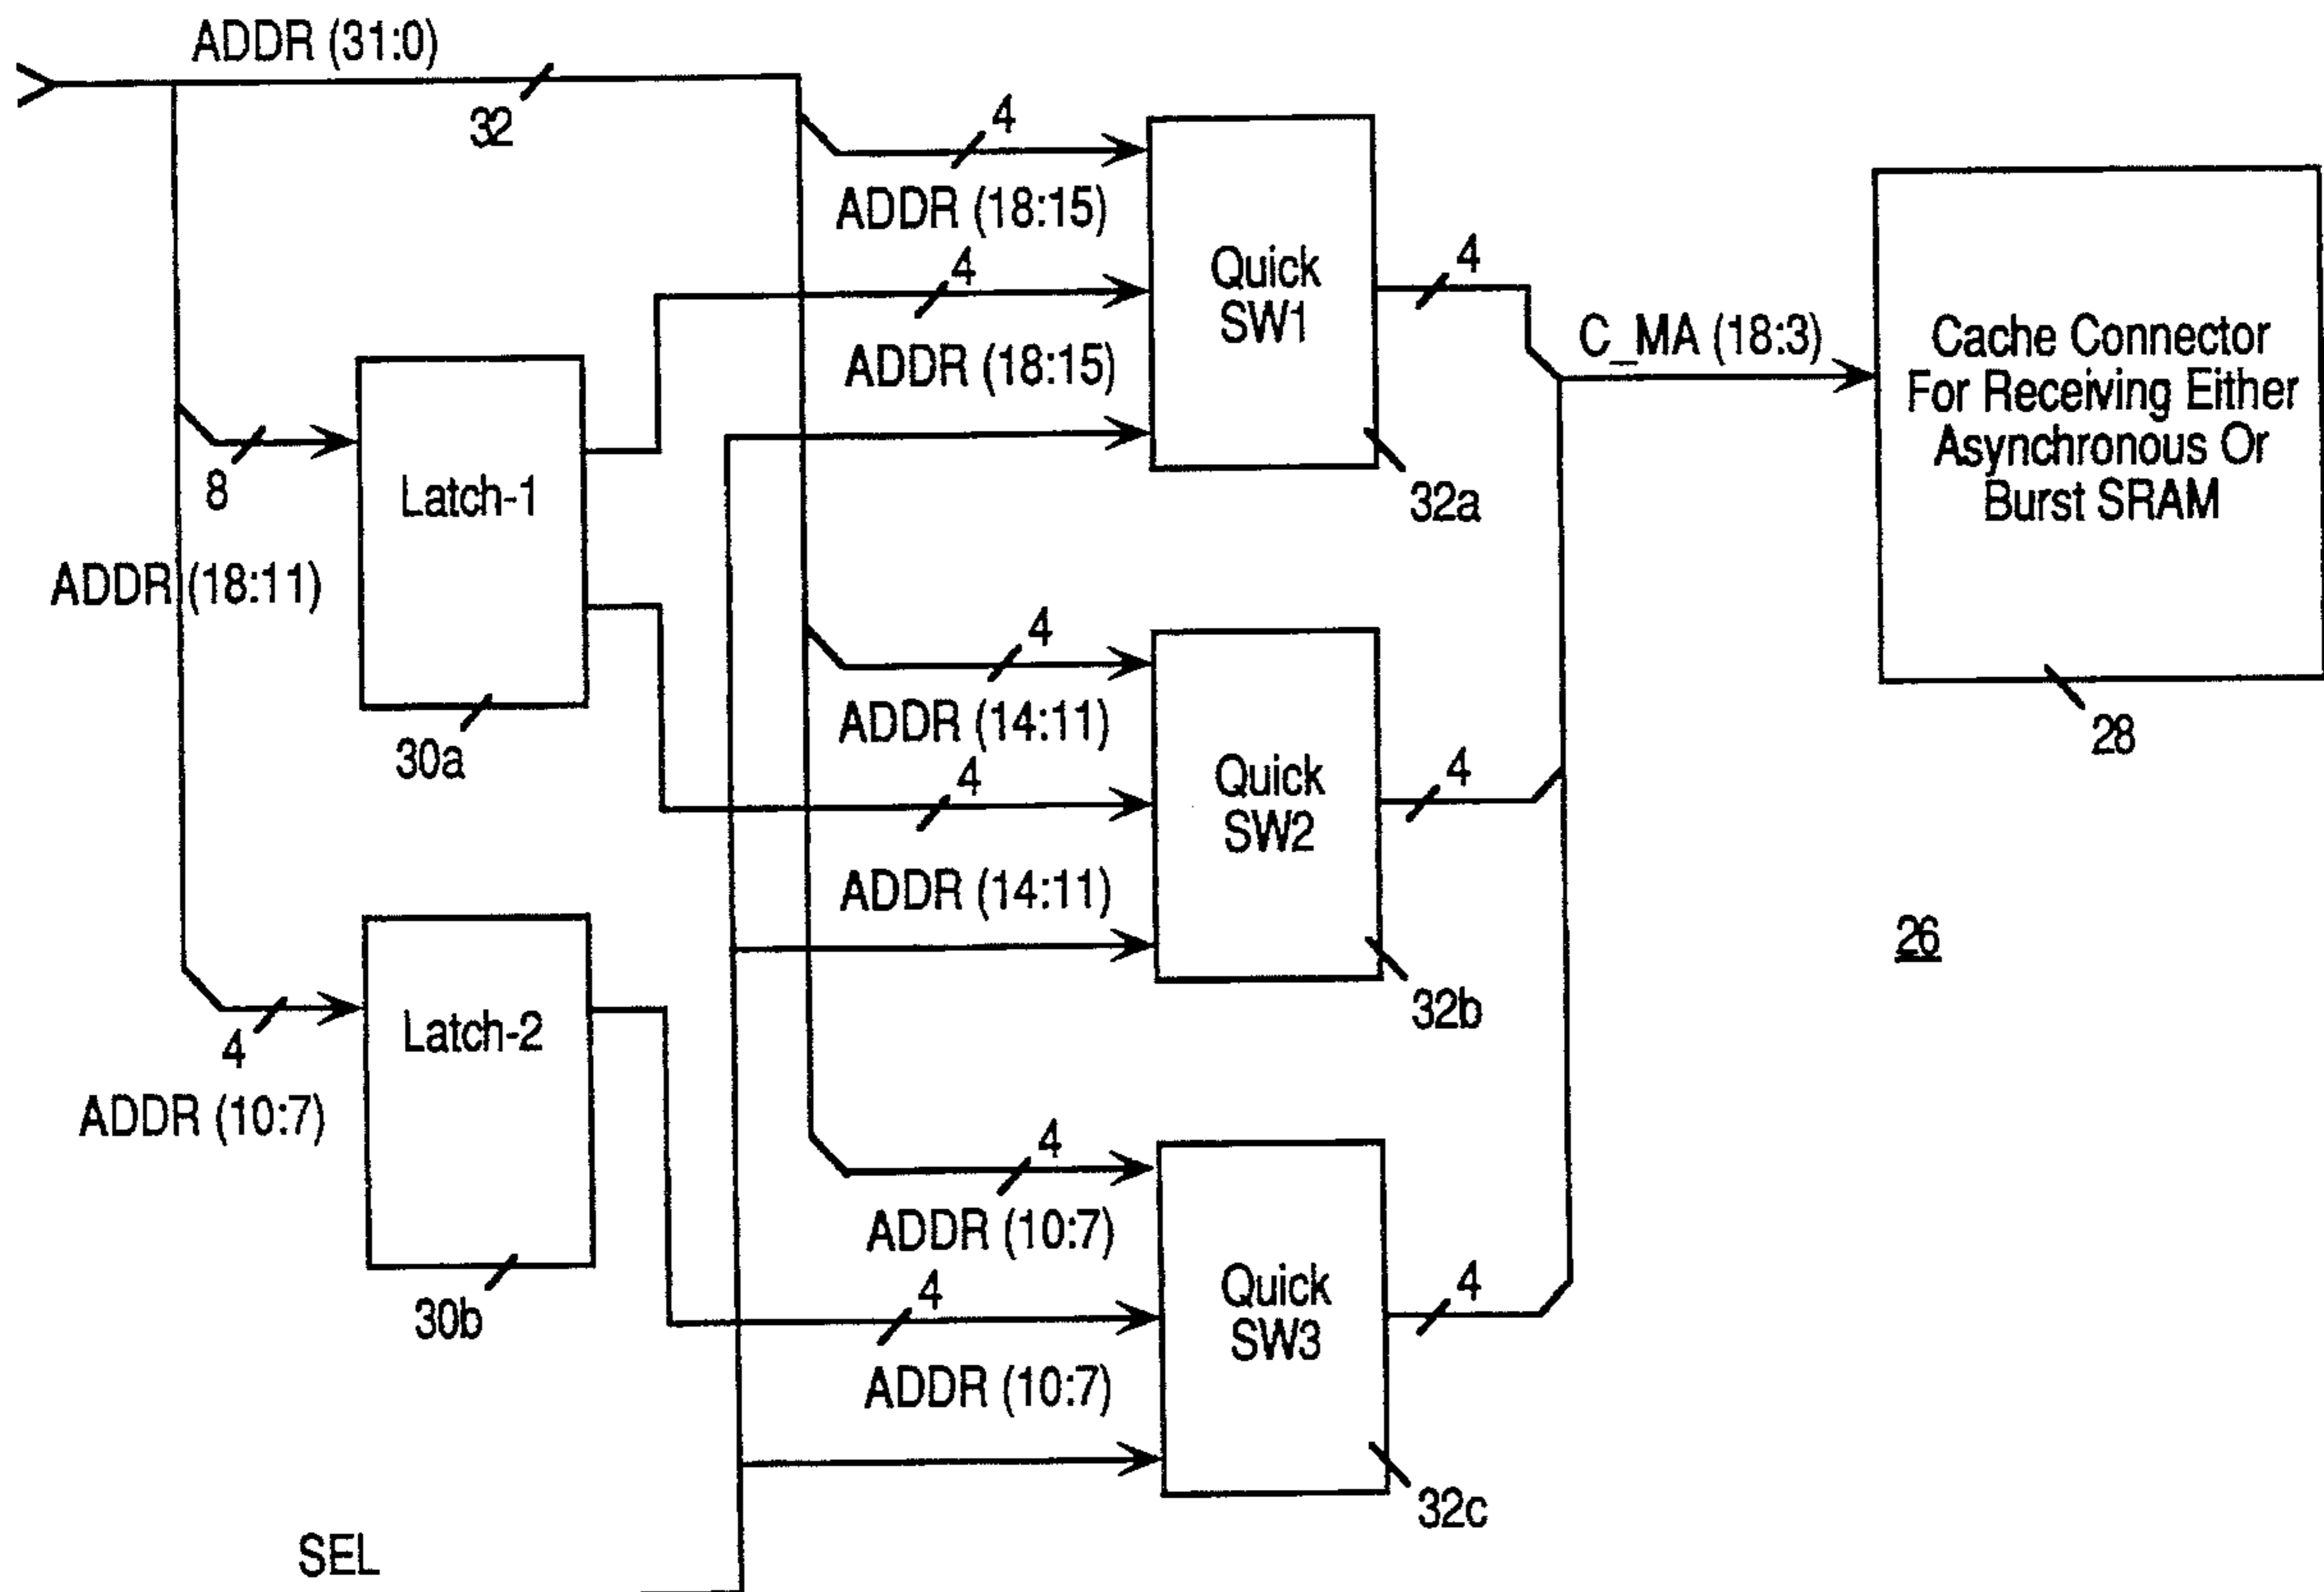 ADDR (31:0)
32
4
ADDR (18:15)
4
ADDR (18:15)
Quick
SW1
32a
4
C_MA (18:3)
Cache Connector
For Receiving Either
Asynchronous Or
Burst SRAM
28
8
ADDR (18:11)
Latch-1
30a
4
ADDR (14:11)
4
ADDR (14:11)
Quick
SW2
32b
4
26
4
ADDR (10:7)
Latch-2
30b
4
ADDR (10:7)
4
ADDR (10:7)
Quick
SW3
32c
4
SEL